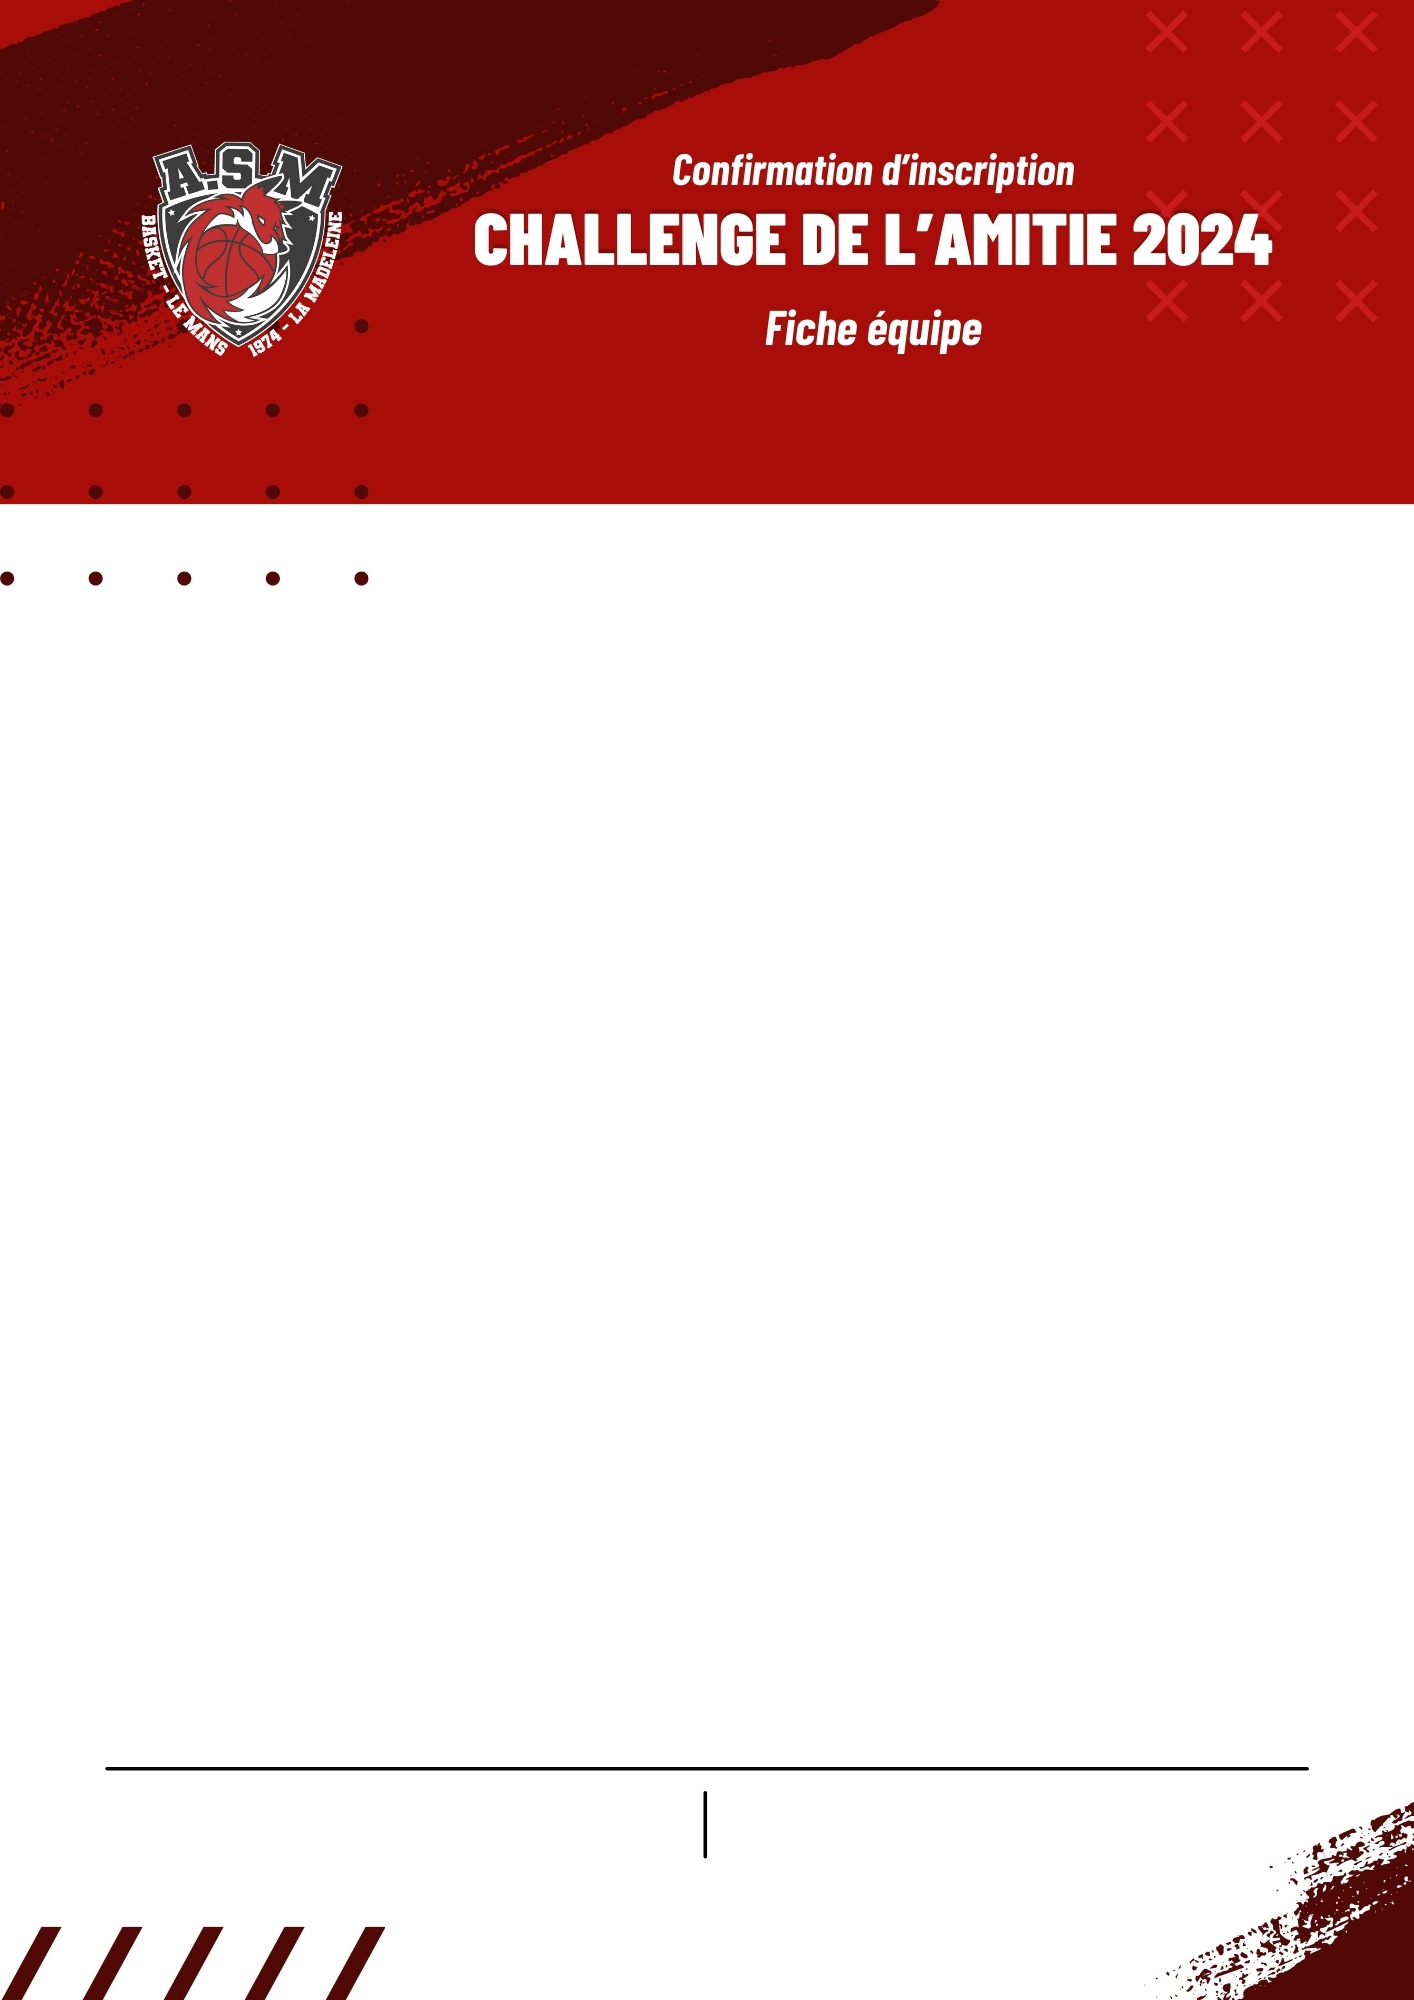 A.S.M
BASKET - LE MANS
1974 - LA MADELEINE
Confirmation d’inscription
CHALLENGE DE L’AMITIE 2024
Fiche équipe